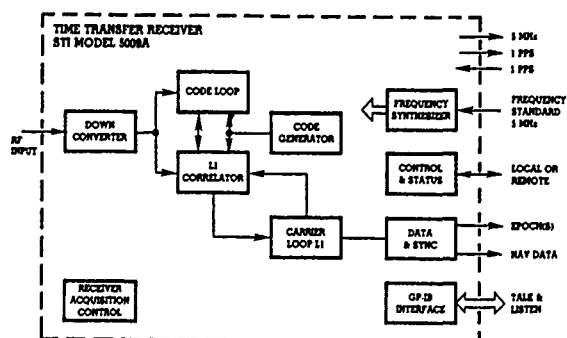 TIME TRANSFER RECEIVER
STI MODEL 5009A
5 MHz
1 PPS
1 PPS
CODE LOOP
FREQUENCY
SYNTHESIZER
FREQUENCY
STANDARD
5 MHz
DOWN
CONVERTER
CODE
GENERATOR
RF
INPUT
L1
CORRELATOR
CONTROL
& STATUS
LOCAL OR
REMOTE
CARRIER
LOOP L1
DATA
& SYNC
EPOCH(S)
NAV DATA
RECEIVER
ACQUISITION
CONTROL
GP-IB
INTERFACE
TALK &
LISTEN